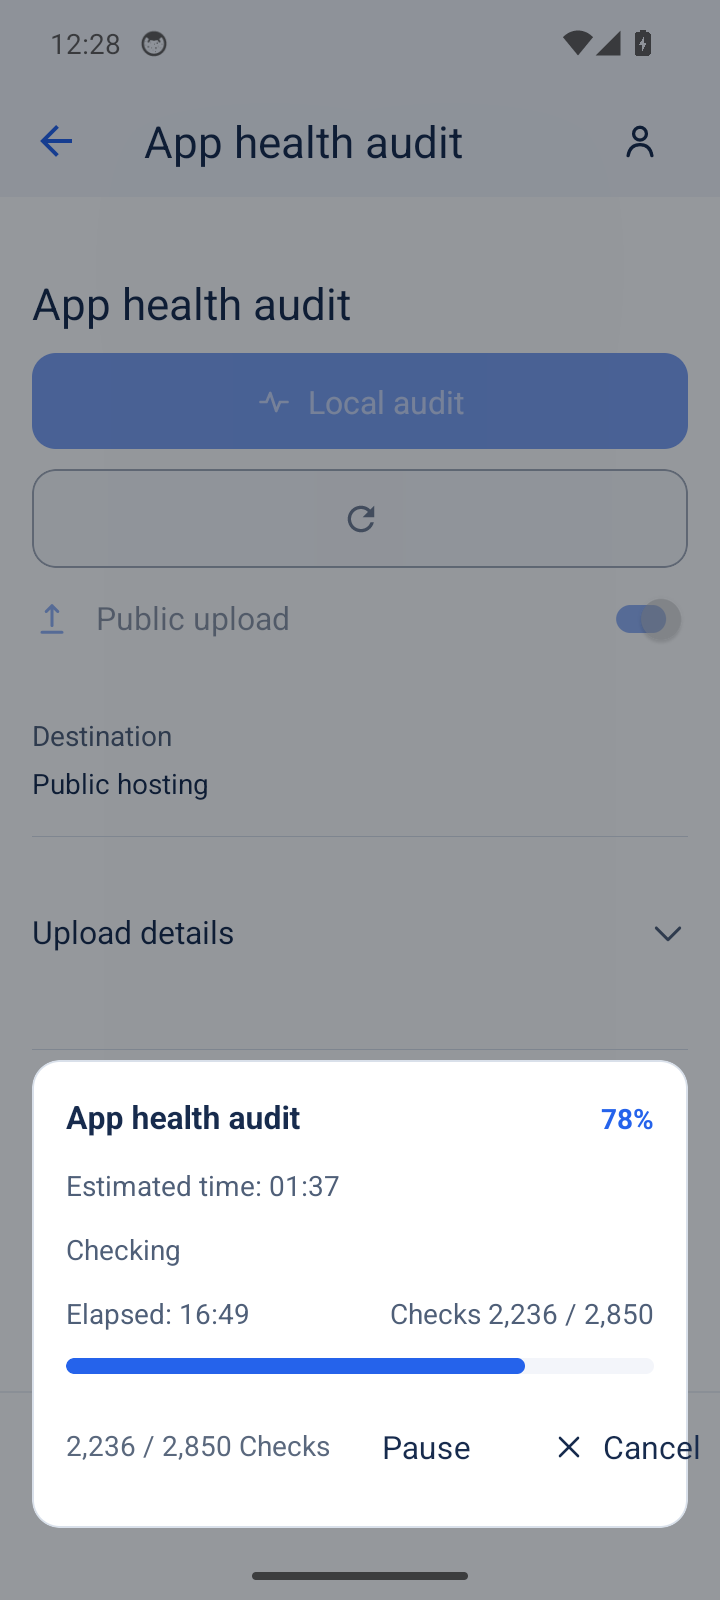 12:28
App health audit
App health audit
Local audit
Public upload
Destination
Public hosting
Upload details
App health audit 78%
Estimated time: 01:37
Checking
Elapsed: 16:49 Checks 2,236 / 2,850
2,236 / 2,850 Checks Pause Cancel